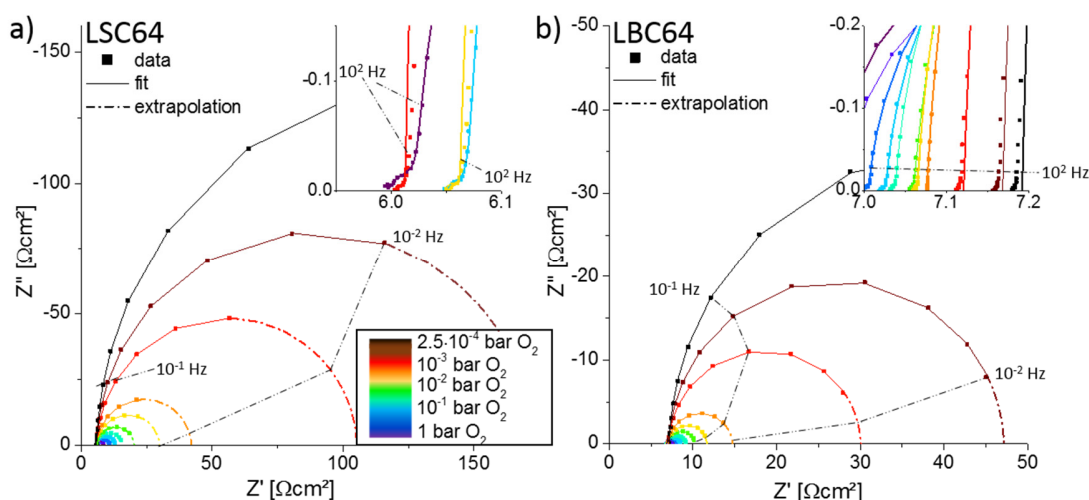 a) LSC64
■ data
— fit
-·-· extrapolation
Z'' [Ωcm²]
-150
-100
-50
0
0 50 100 150
Z' [Ωcm²]
-0.1
0.0
6.0 6.1
10² Hz
10² Hz
10⁻² Hz
10⁻¹ Hz
2.5·10⁻⁴ bar O₂
10⁻³ bar O₂
10⁻² bar O₂
10⁻¹ bar O₂
1 bar O₂
b) LBC64
■ data
— fit
-·-· extrapolation
Z'' [Ωcm²]
-50
-40
-30
-20
-10
0
0 10 20 30 40 50
Z' [Ωcm²]
-0.2
-0.1
0.0
7.0 7.1 7.2
10² Hz
10⁻¹ Hz
10⁻² Hz